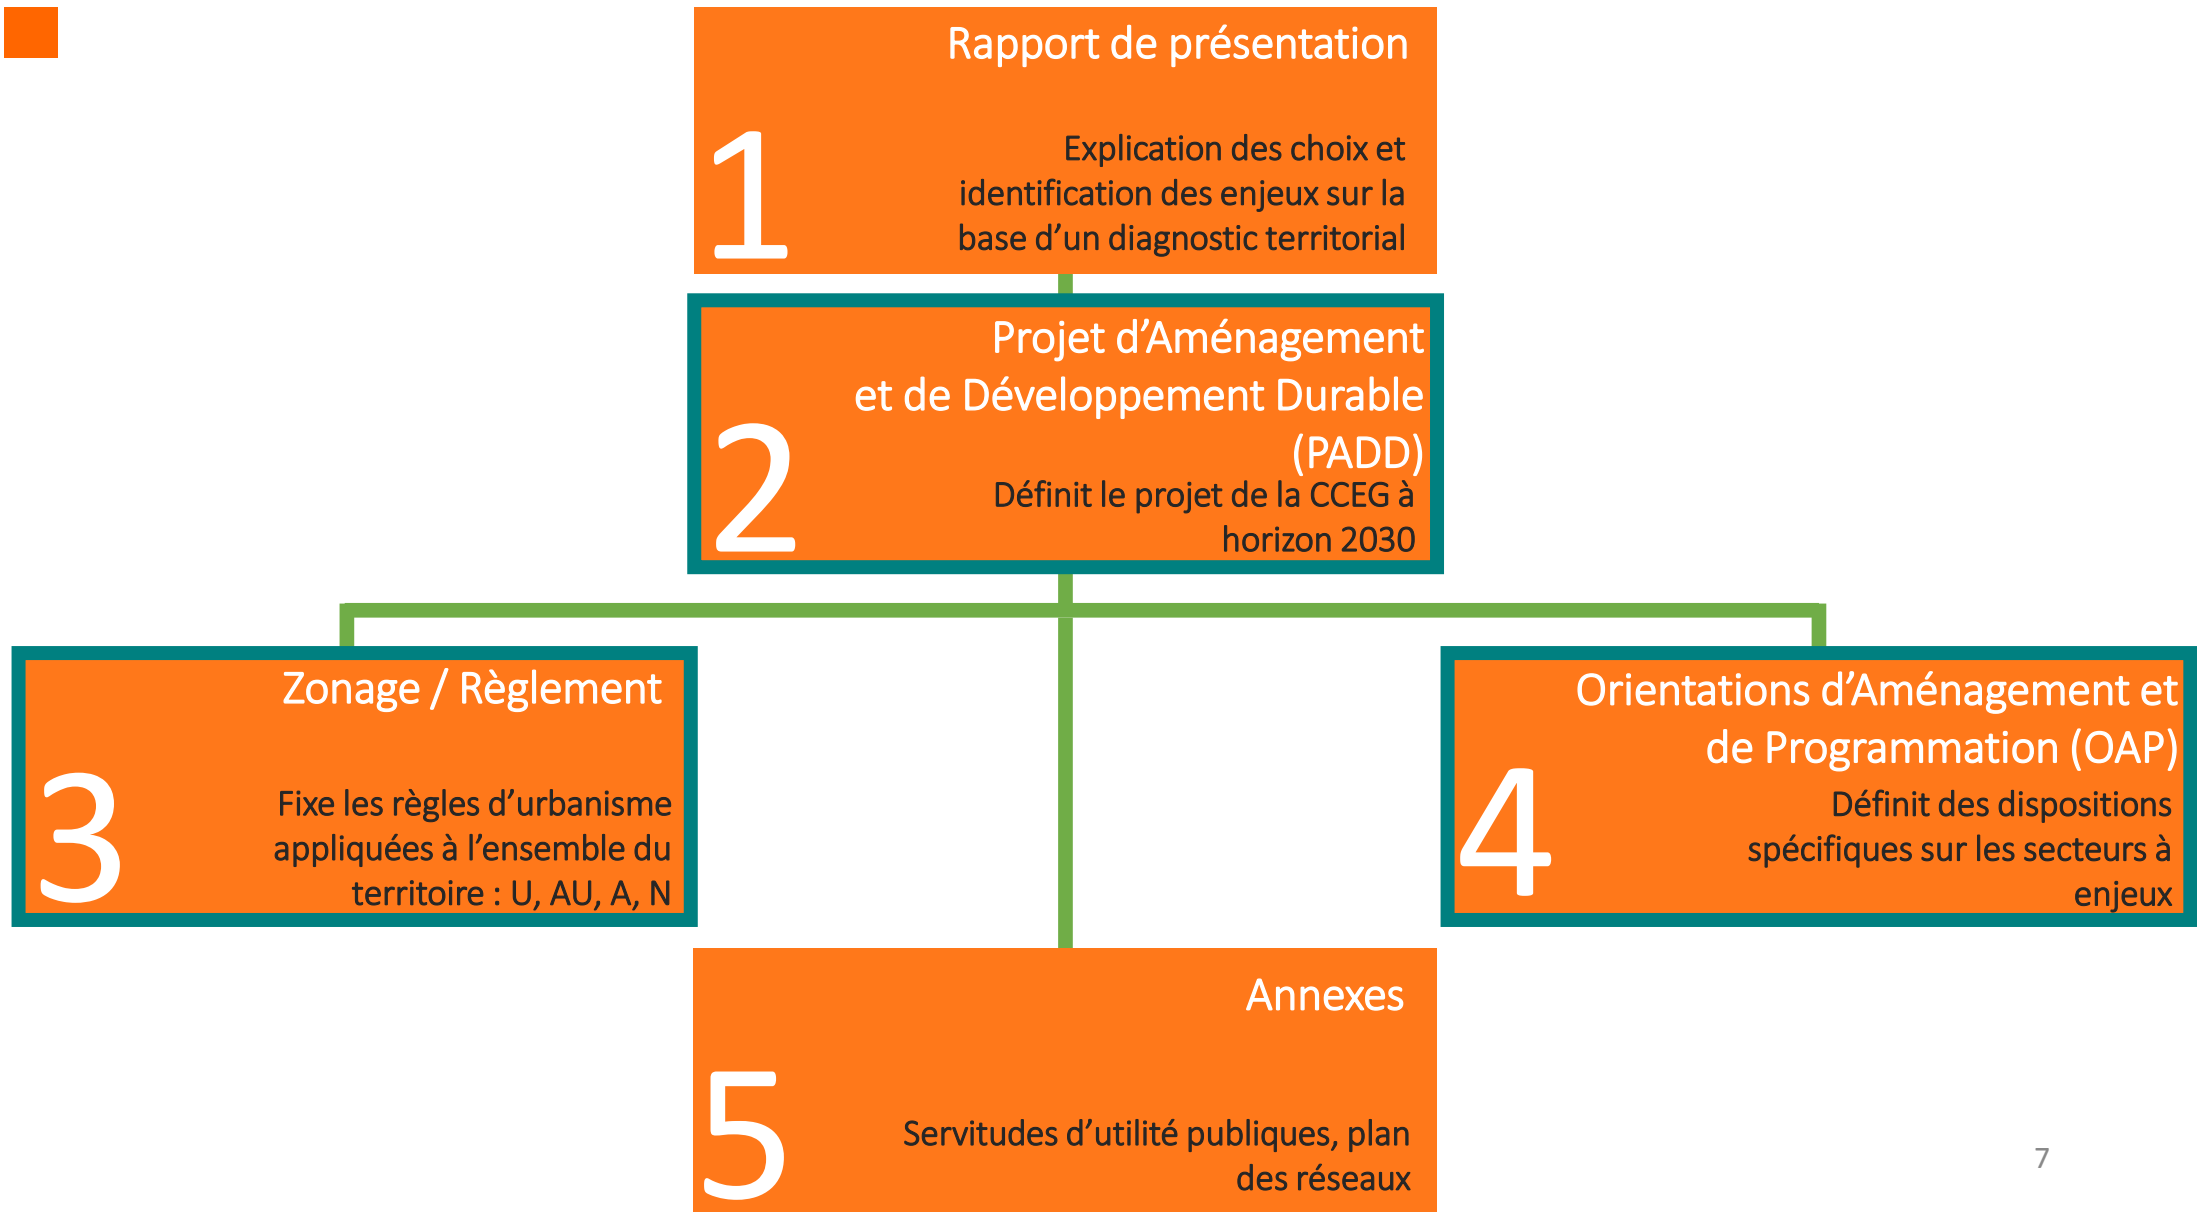 Rapport de présentation
1
Explication des choix et
identification des enjeux sur la
base d’un diagnostic territorial
Projet d’Aménagement
et de Développement Durable
(PADD)
2
Définit le projet de la CCEG à
horizon 2030
Zonage / Règlement
3
Fixe les règles d’urbanisme
appliquées à l’ensemble du
territoire : U, AU, A, N
Orientations d’Aménagement et
de Programmation (OAP)
4
Définit des dispositions
spécifiques sur les secteurs à
enjeux
Annexes
5
Servitudes d’utilité publiques, plan
des réseaux
7